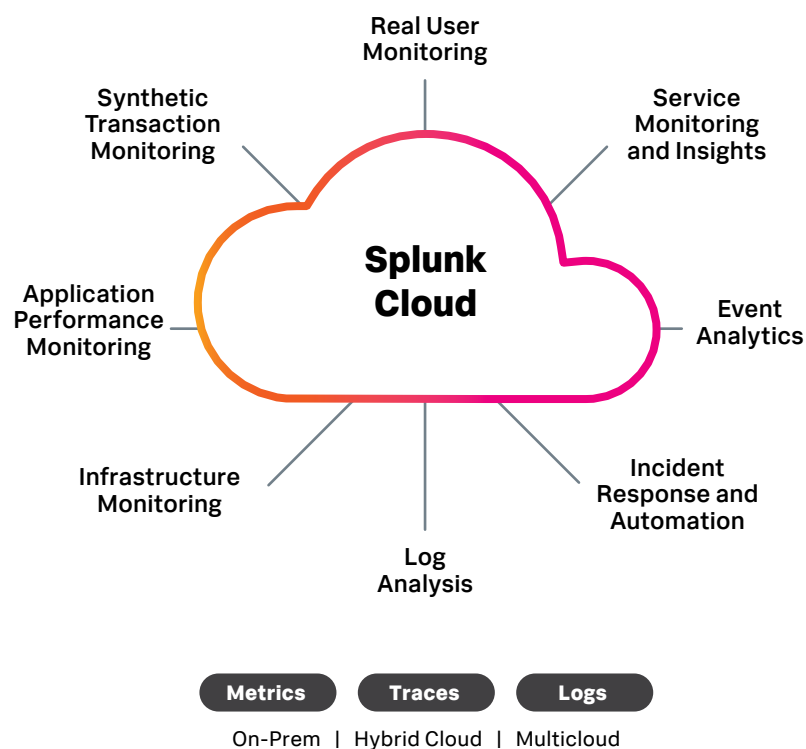 Real User
Monitoring
Synthetic
Transaction
Monitoring
Service
Monitoring
and Insights
Splunk
Cloud
Application
Performance
Monitoring
Event
Analytics
Infrastructure
Monitoring
Incident
Response and
Automation
Log
Analysis
Metrics
Traces
Logs
On-Prem | Hybrid Cloud | Multicloud